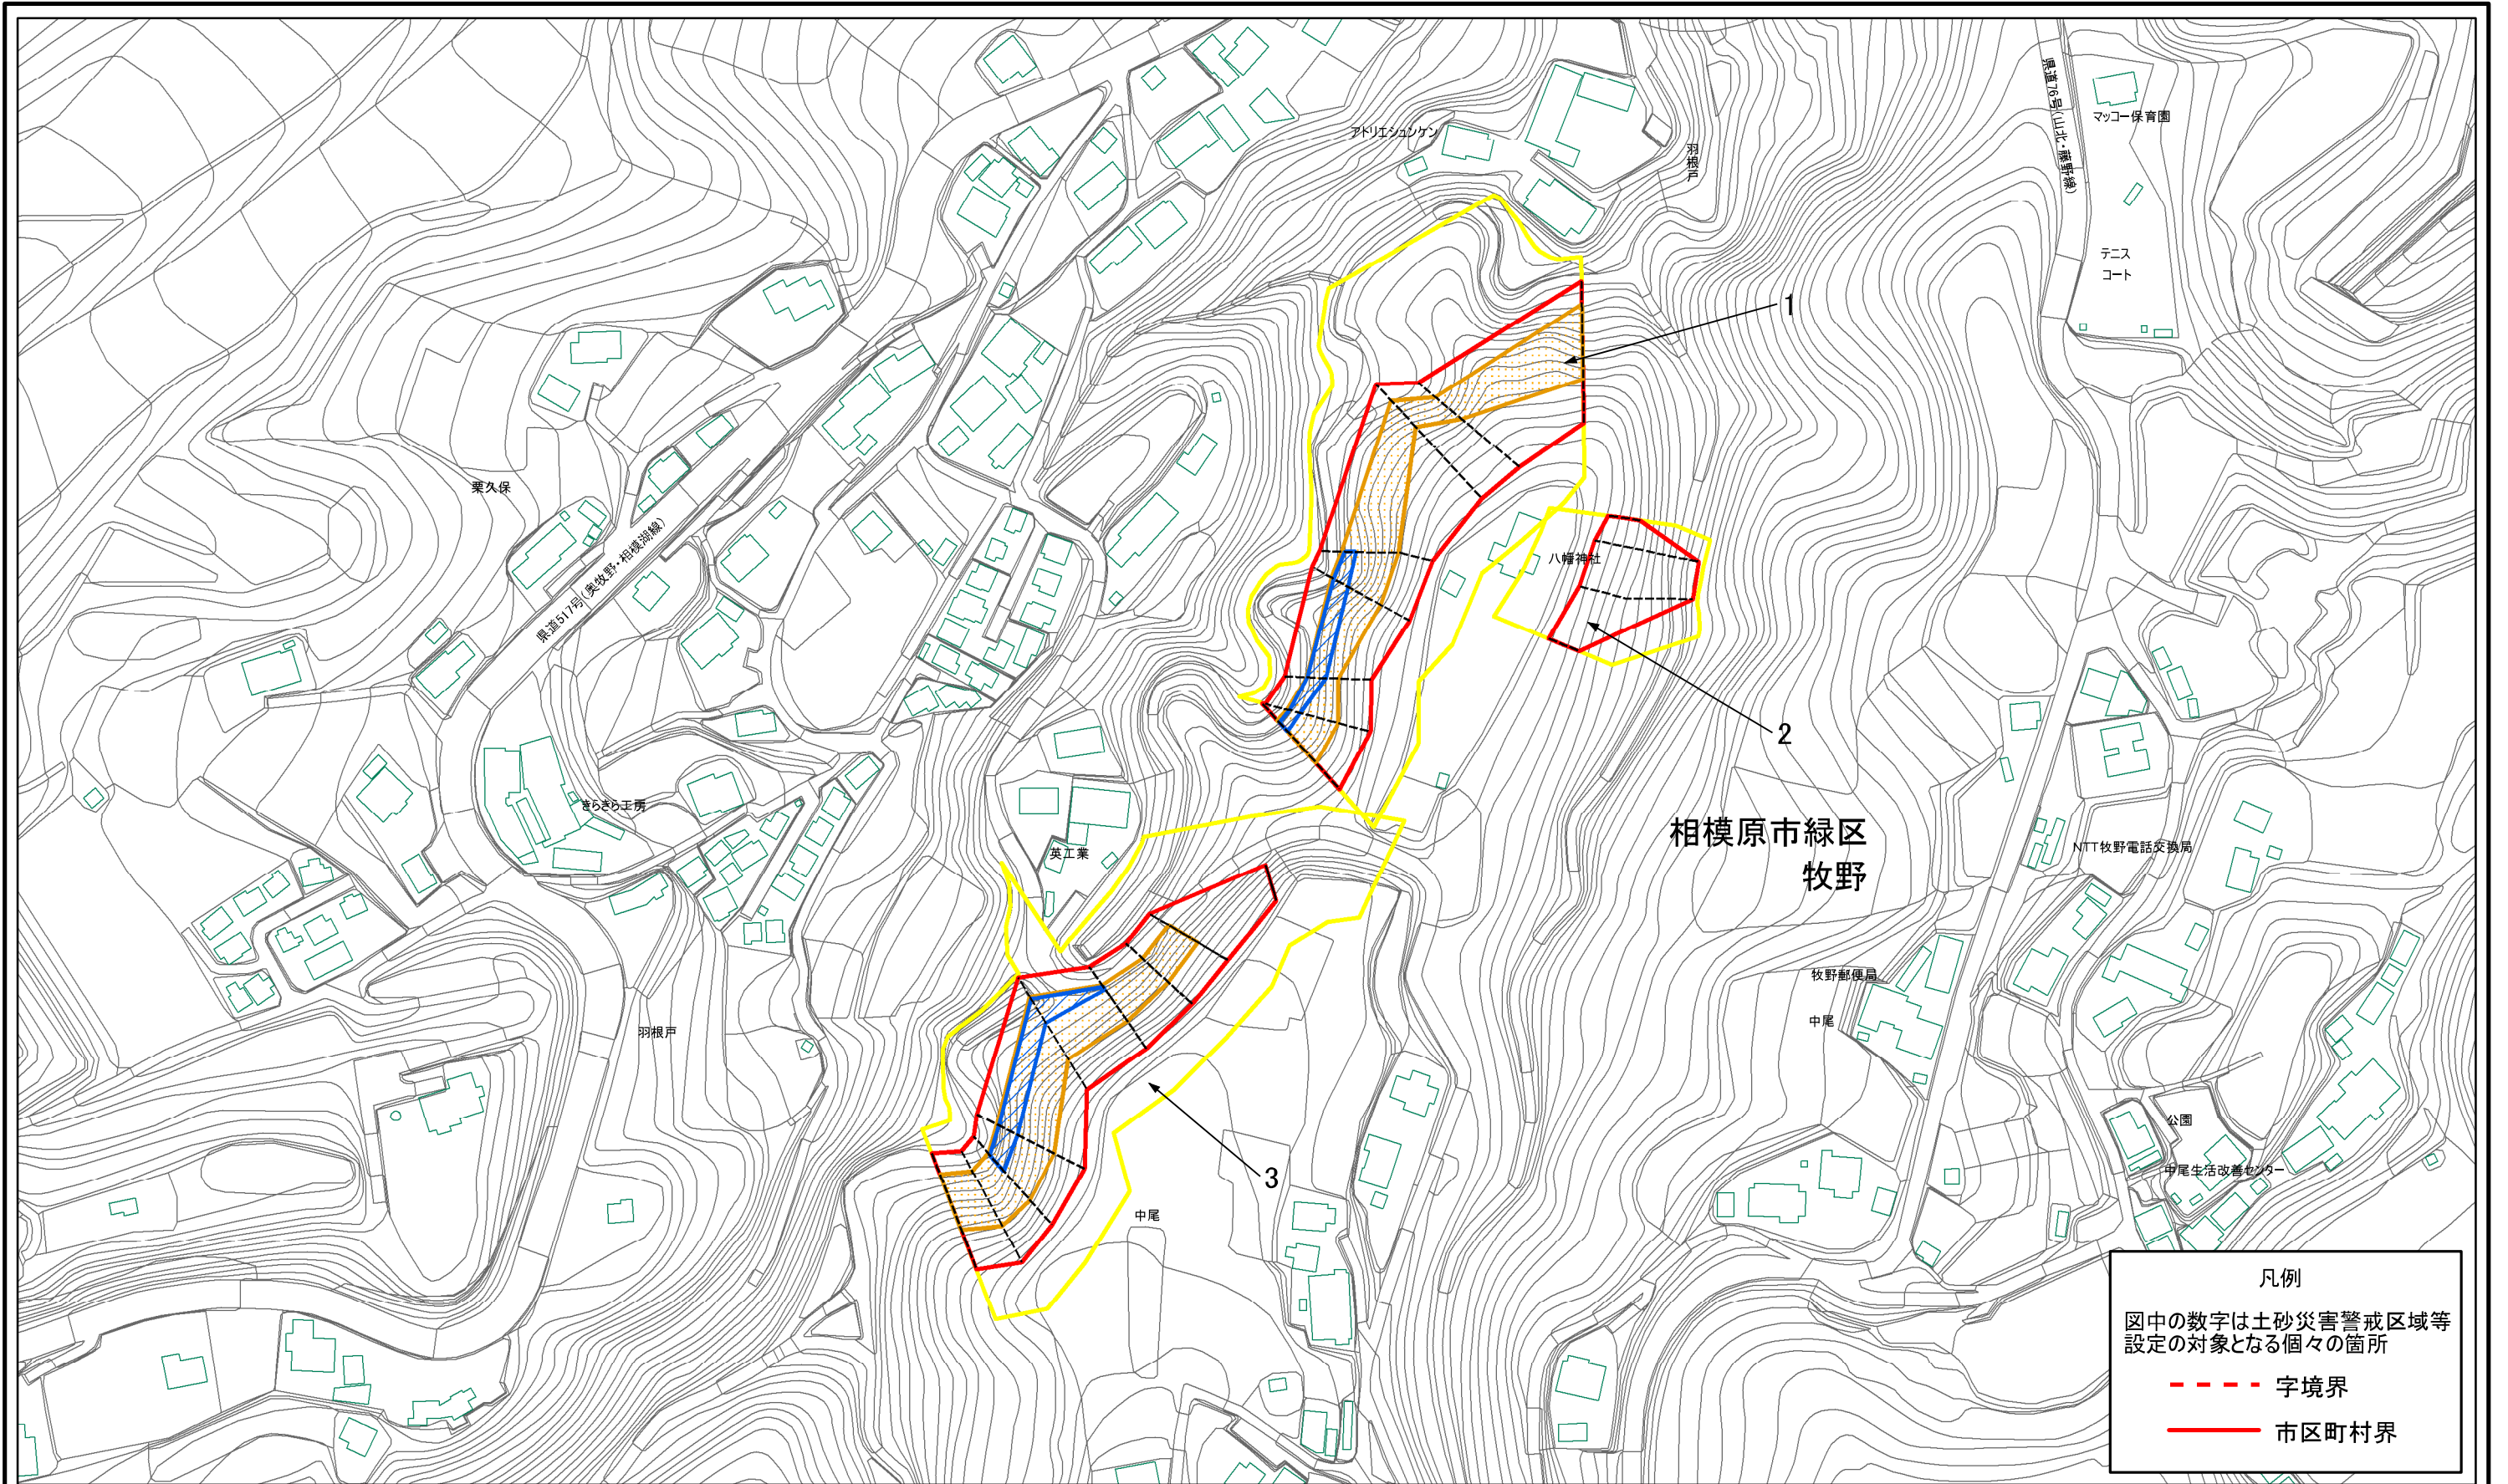 県道76号(山北・藤野線)
マッコー保育園
アトリエシュンケン
羽根戸
テニス
コート
1
栗久保
県道517号(奥牧野・相模湖線)
八幡神社
2
きらきら工房
英工業
相模原市緑区
牧野
NTT牧野電話交換局
牧野郵便局
中尾
羽根戸
公園
中尾生活改善センター
3
中尾
凡例
図中の数字は土砂災害警戒区域等
設定の対象となる個々の箇所
字境界
市区町村界